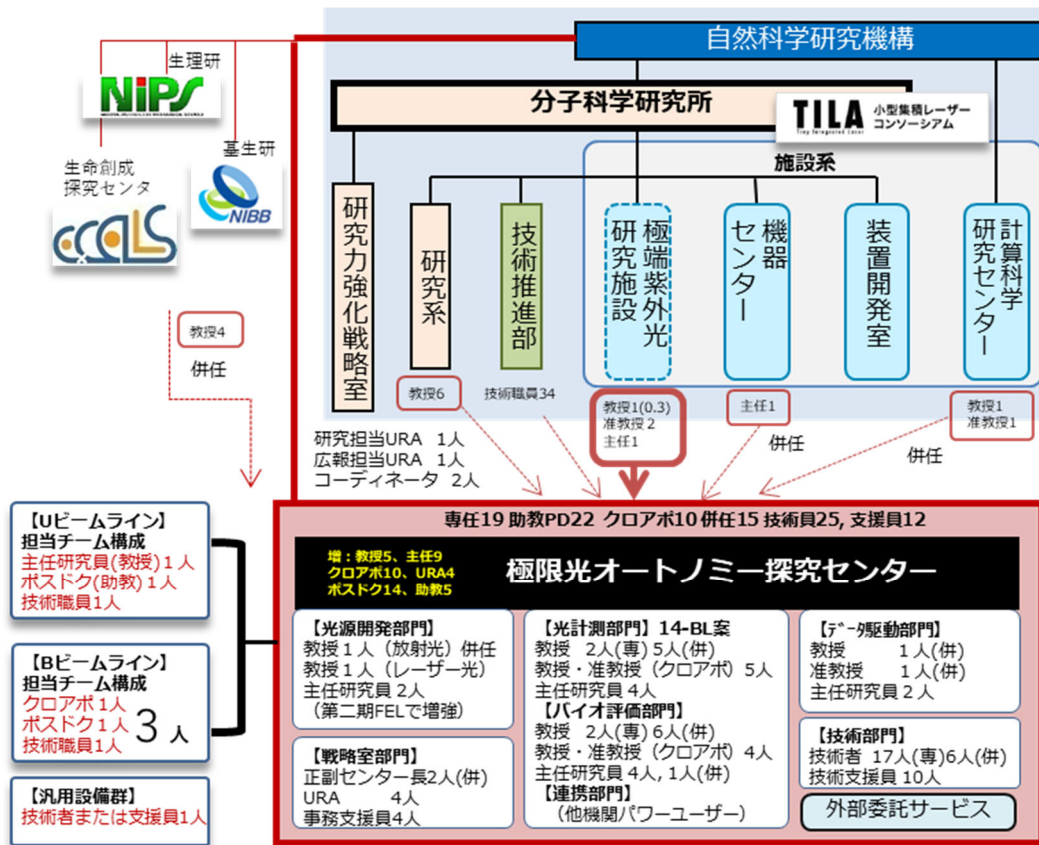 自然科学研究機構
生理研
NiPS
基生研
NIBB
生命創成
探究センタ
分子科学研究所
TILA
Tiny Integrated Laser
小型集積レーザー
コンソーシアム
施設系
研究力強化戦略室
研究系
技術推進部
極端紫外光
研究施設
機器
センター
装置開発室
計算科学
研究センター
教授4
併任
教授6
技術職員34
教授1(0.3)
准教授2
主任1
主任1
併任
教授1
准教授1
併任
研究担当URA 1人
広報担当URA 1人
コーディネータ 2人
【Uビームライン】
担当チーム構成
主任研究員(教授)1人
ポスドク(助教)1人
技術職員1人
【Bビームライン】
担当チーム構成
クロアポ1人
ポスドク1人
技術職員1人
3人
【汎用設備群】
技術者または支援員1人
専任19 助教PD22 クロアポ10 併任15 技術員25, 支援員12
増：教授5、主任9
クロアポ10、URA4
ポスドク14、助教5
極限光オートノミー探究センター
【光源開発部門】
教授1人（放射光）併任
教授1人（レーザー光）
主任研究員2人
（第二期FELで増強）
【戦略室部門】
正副センター長2人(併)
URA 4人
事務支援員4人
【光計測部門】14-BL案
教授 2人(専) 5人(併)
教授・准教授（クロアポ）5人
主任研究員4人
【バイオ評価部門】
教授 2人(専) 6人(併)
教授・准教授（クロアポ）4人
主任研究員4人, 1人(併)
【連携部門】
（他機関パワーユーザー）
【ﾃﾞｰﾀ駆動部門】
教授 1人(併)
准教授 1人(併)
主任研究員2人
【技術部門】
技術者 17人(専)6人(併)
技術支援員10人
外部委託サービス